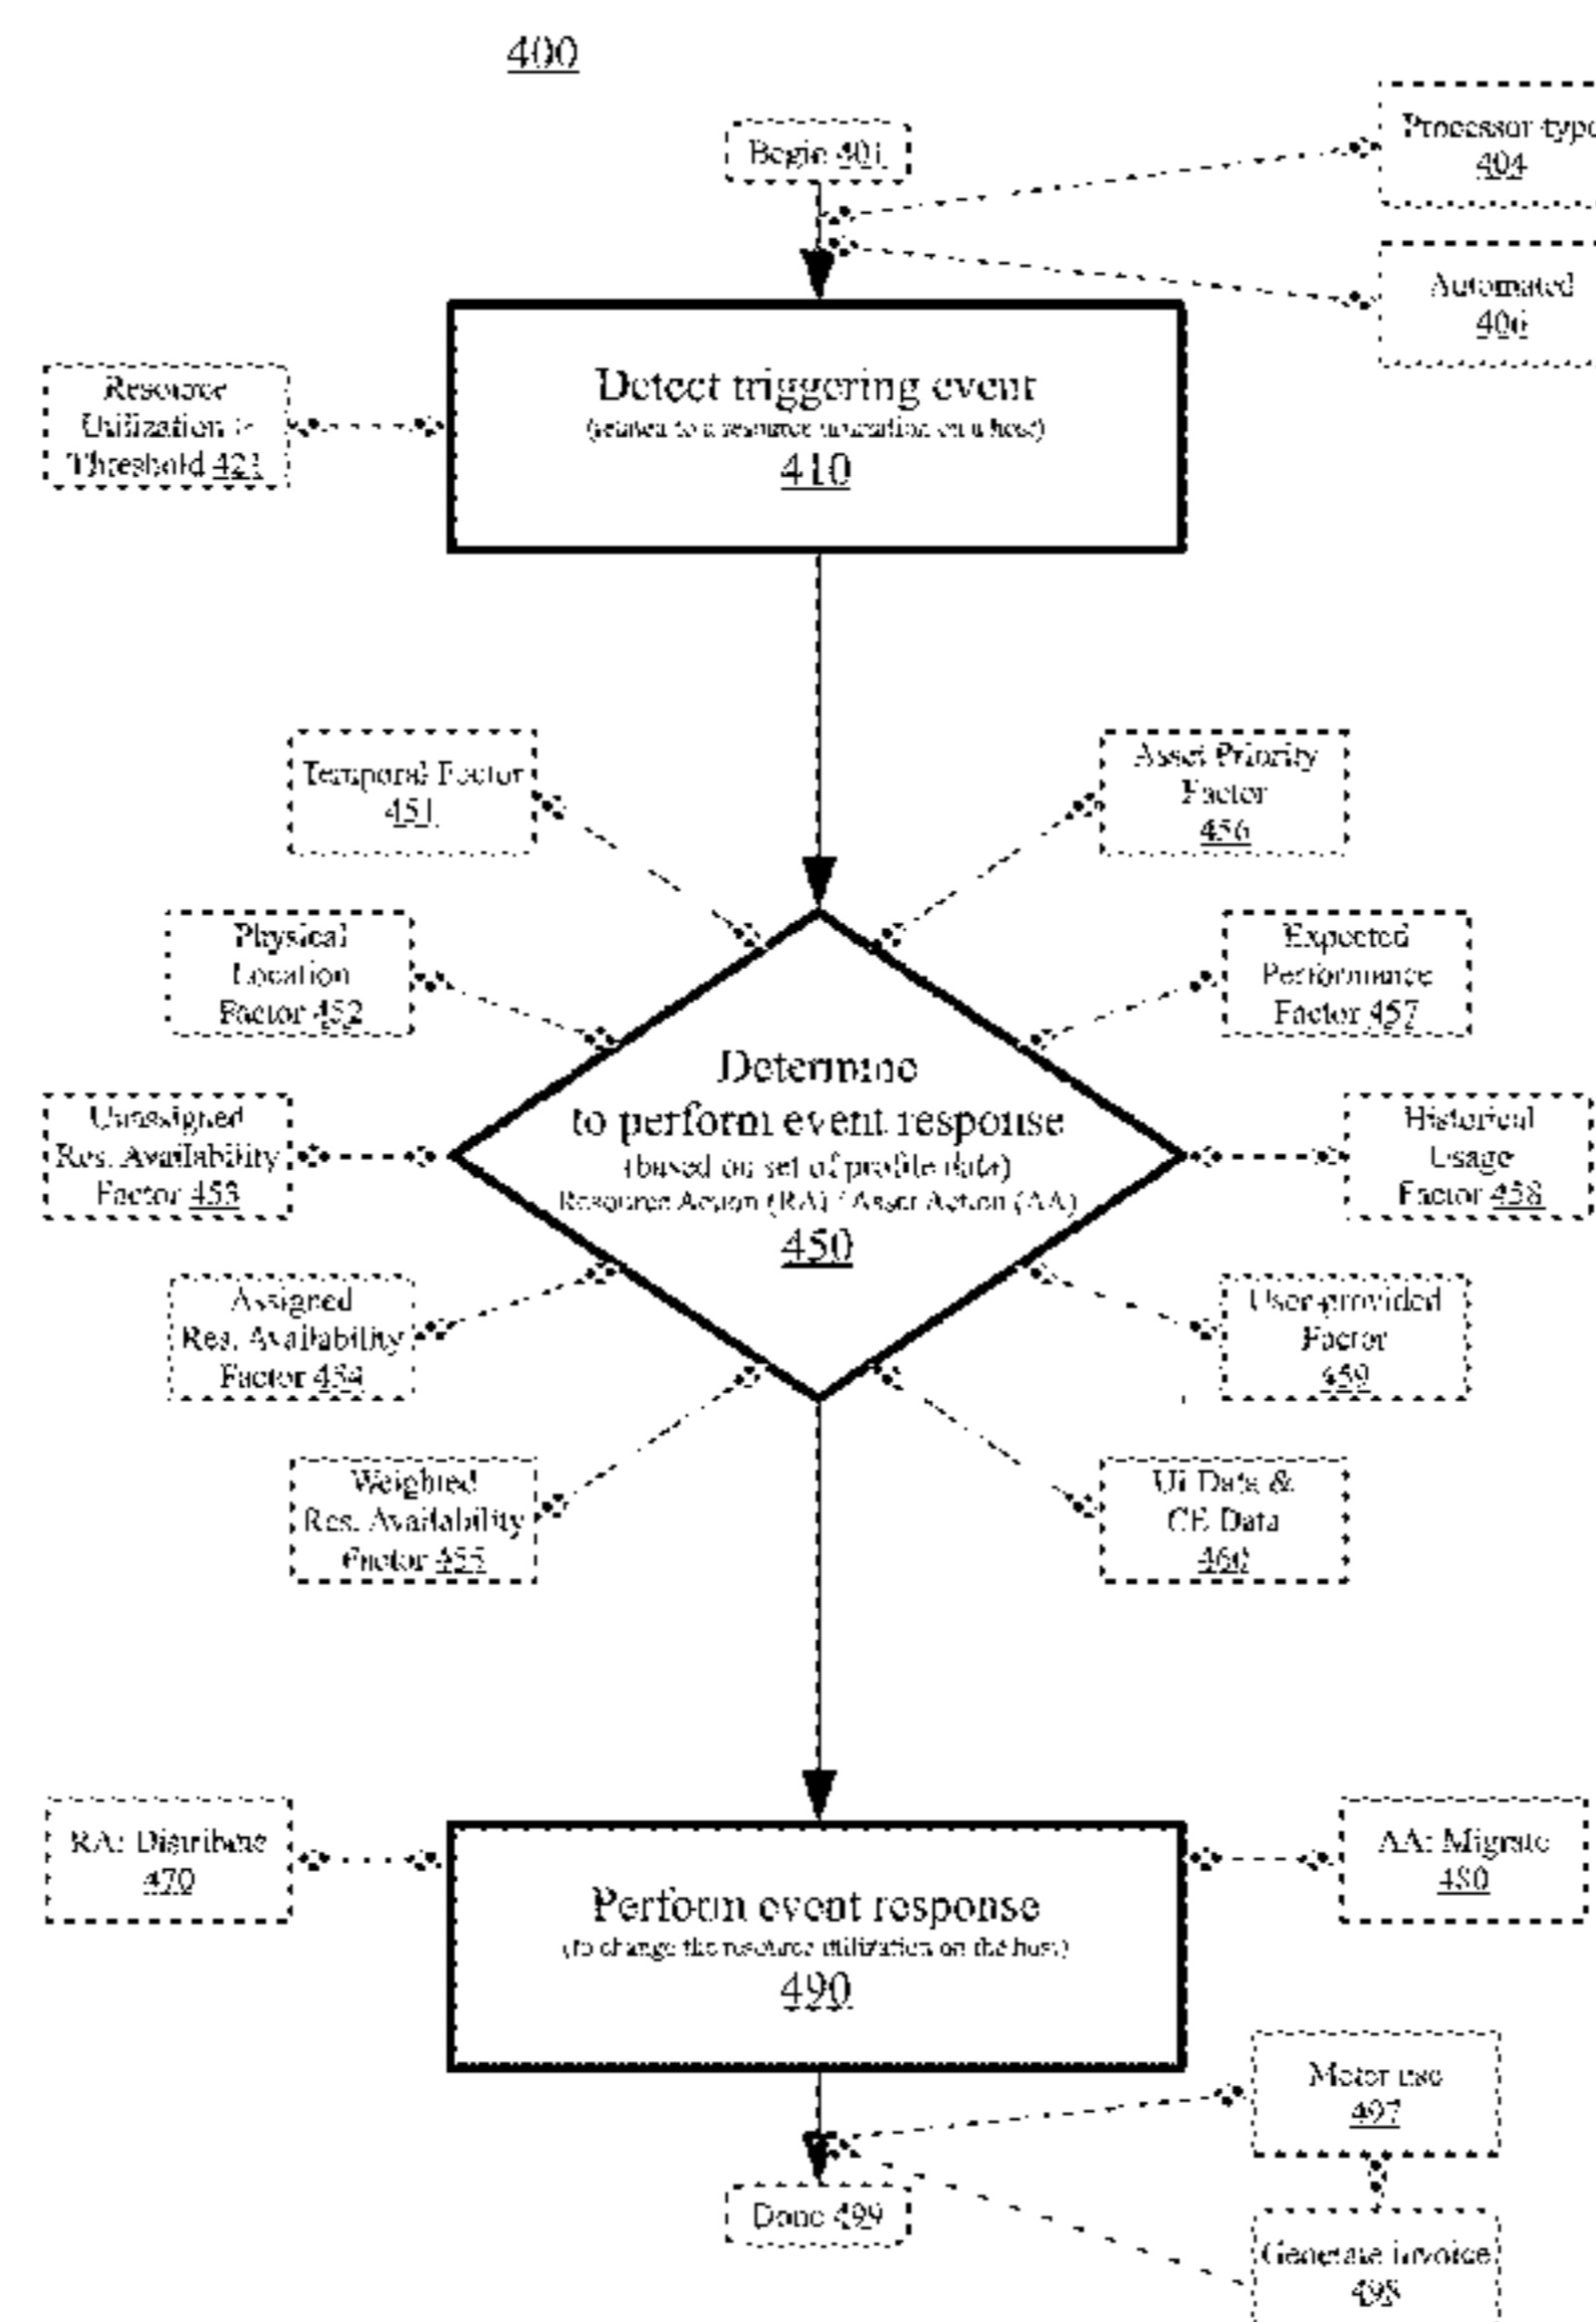 400
Begin 401
Processor-type
404
Automated
406
Resource
Utilization >
Threshold 421
Detect triggering event
(related to a resource utilization on a host)
410
Temporal Factor
451
Asset Priority
Factor
456
Physical
Location
Factor 452
Expected
Performance
Factor 457
Unassigned
Res. Availability
Factor 453
Determine
to perform event response
(based on set of profile data)
Resource Action (RA) / Asset Action (AA)
450
Historical
Usage
Factor 458
Assigned
Res. Availability
Factor 454
User-provided
Factor
459
Weighted
Res. Availability
Factor 455
UI Data &
CE Data
460
RA: Distribute
470
Perform event response
(to change the resource utilization on the host)
490
AA: Migrate
480
Meter use
497
Done 499
Generate invoice
498